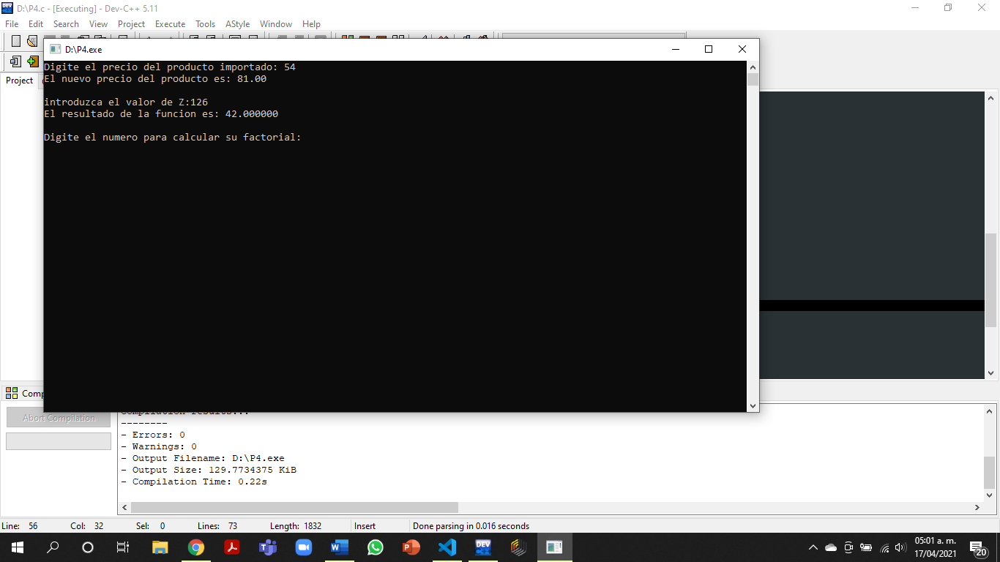 D:\P4.c - [Executing] - Dev-C++ 5.11
File Edit Search View Project Execute Tools AStyle Window Help
D:\P4.exe
Project
Digite el precio del producto importado: 54
El nuevo precio del producto es: 81.00
introduzca el valor de Z:126
El resultado de la funcion es: 42.000000
Digite el numero para calcular su factorial:
Comp
Abort Compilation
Compilation results...
--------
- Errors: 0
- Warnings: 0
- Output Filename: D:\P4.exe
- Output Size: 129.7734375 KiB
- Compilation Time: 0.22s
Line: 56 Col: 32 Sel: 0 Lines: 73 Length: 1832 Insert Done parsing in 0.016 seconds
05:01 a. m.
17/04/2021
20